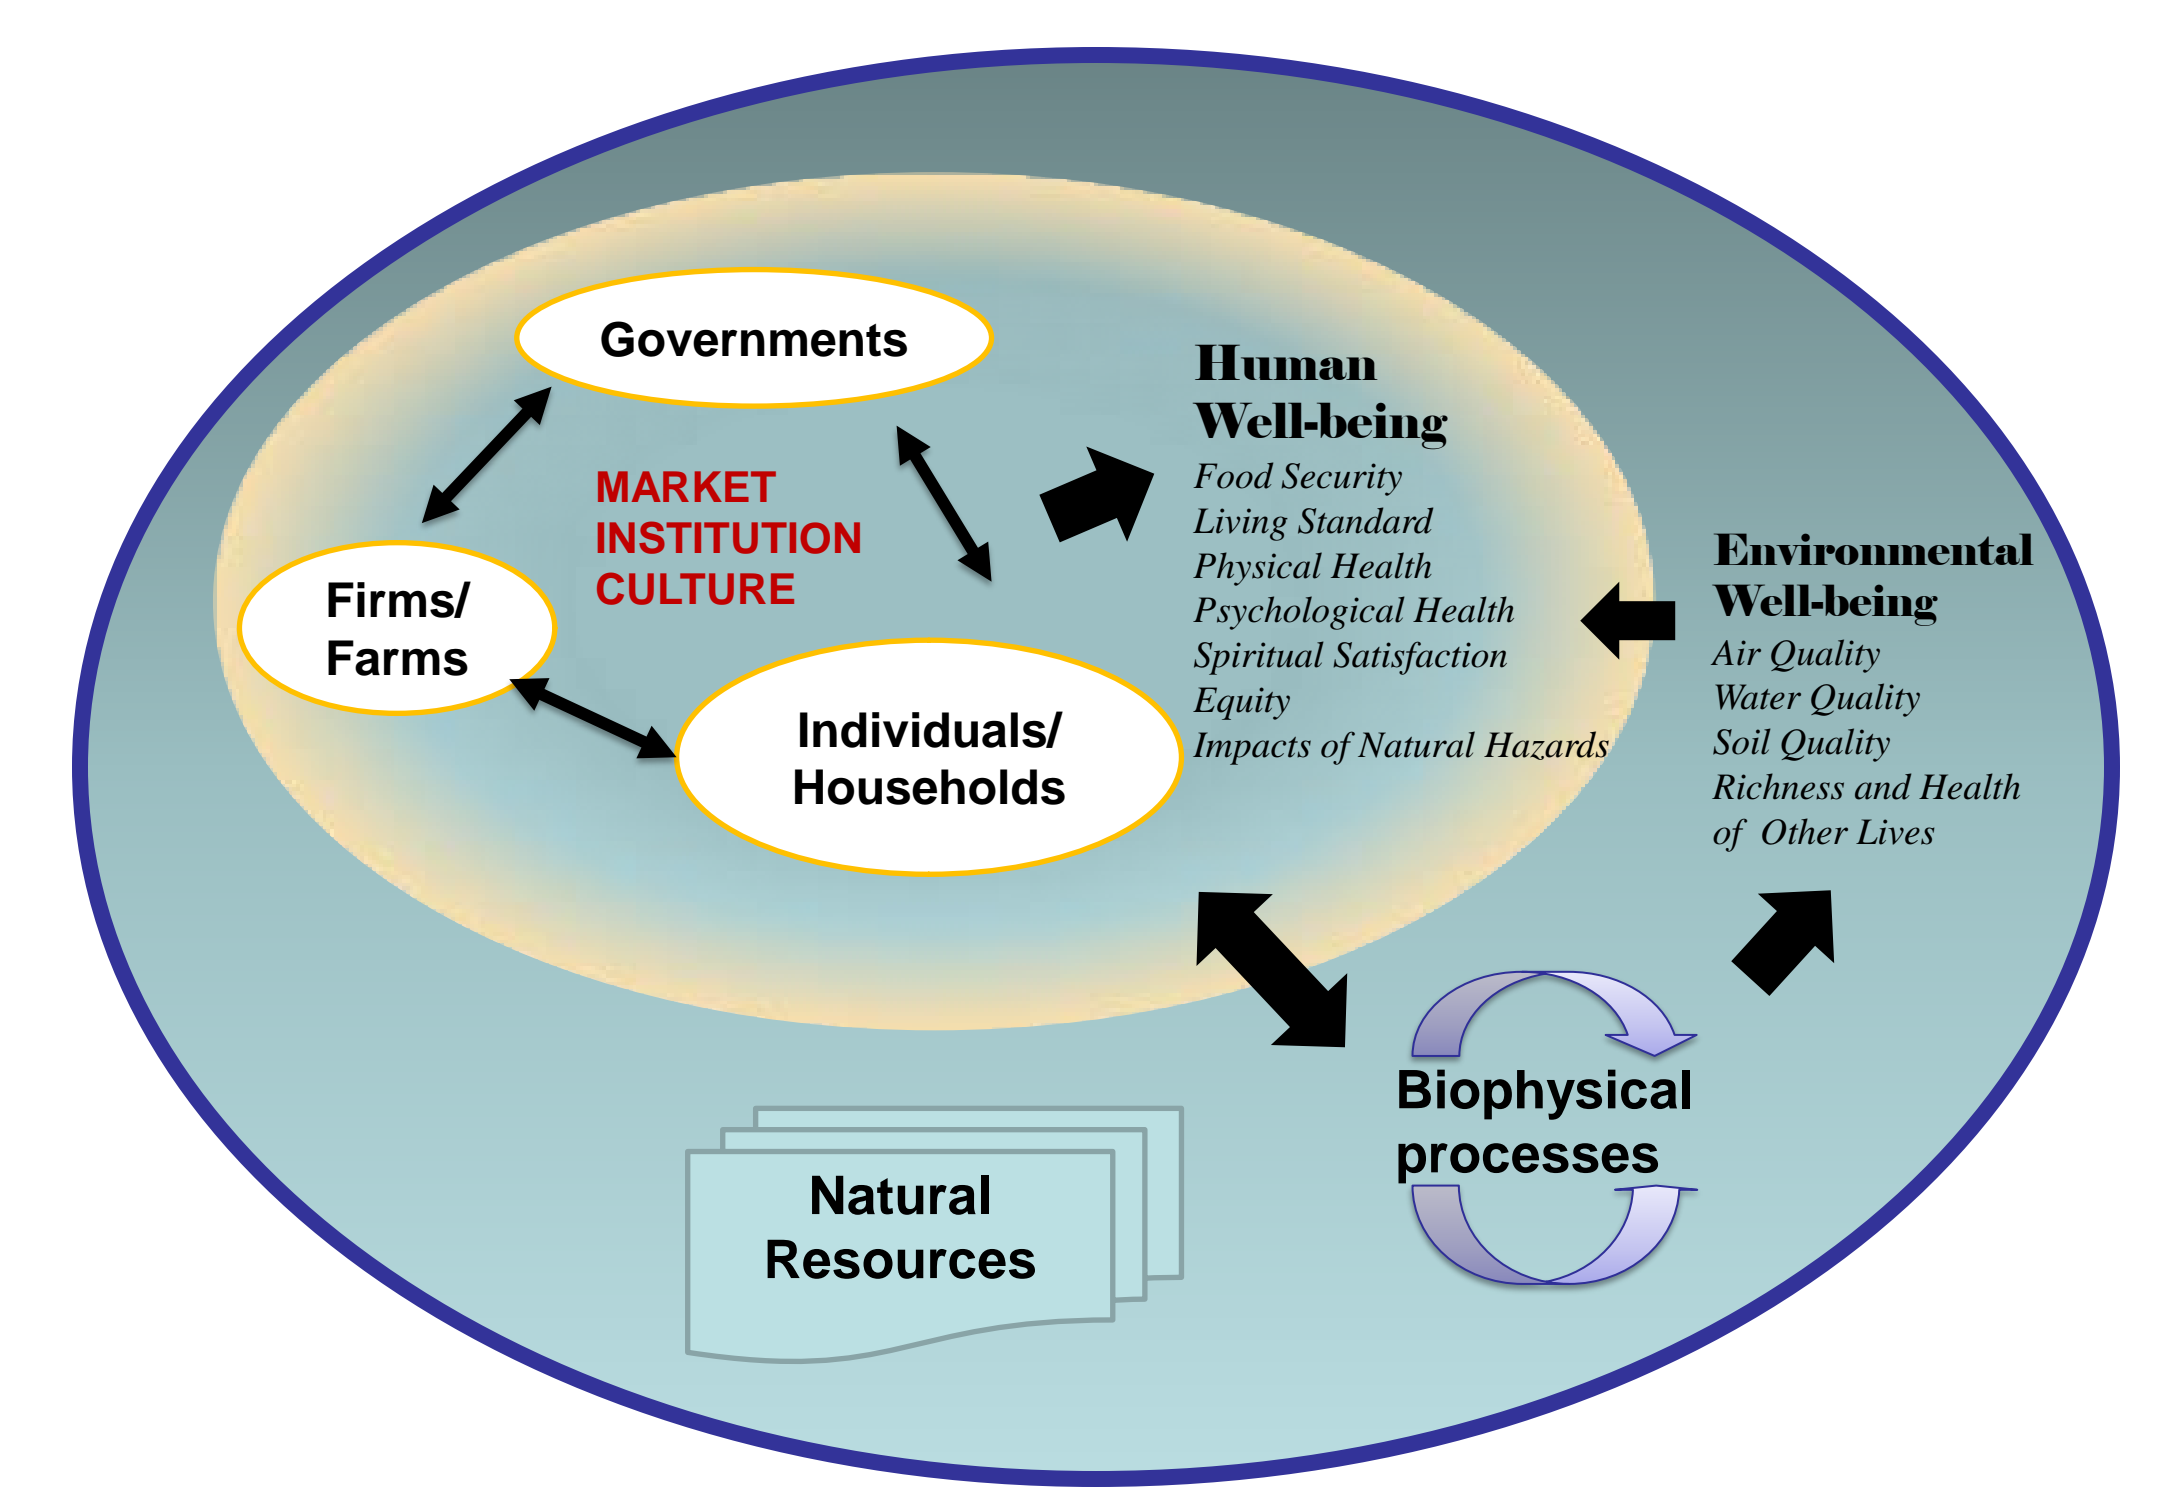 Governments
MARKET
INSTITUTION
CULTURE
Firms/
Farms
Individuals/
Households
Human
Well-being
Food Security
Living Standard
Physical Health
Psychological Health
Spiritual Satisfaction
Equity
Impacts of Natural Hazards
Environmental
Well-being
Air Quality
Water Quality
Soil Quality
Richness and Health
of Other Lives
Biophysical
processes
Natural
Resources